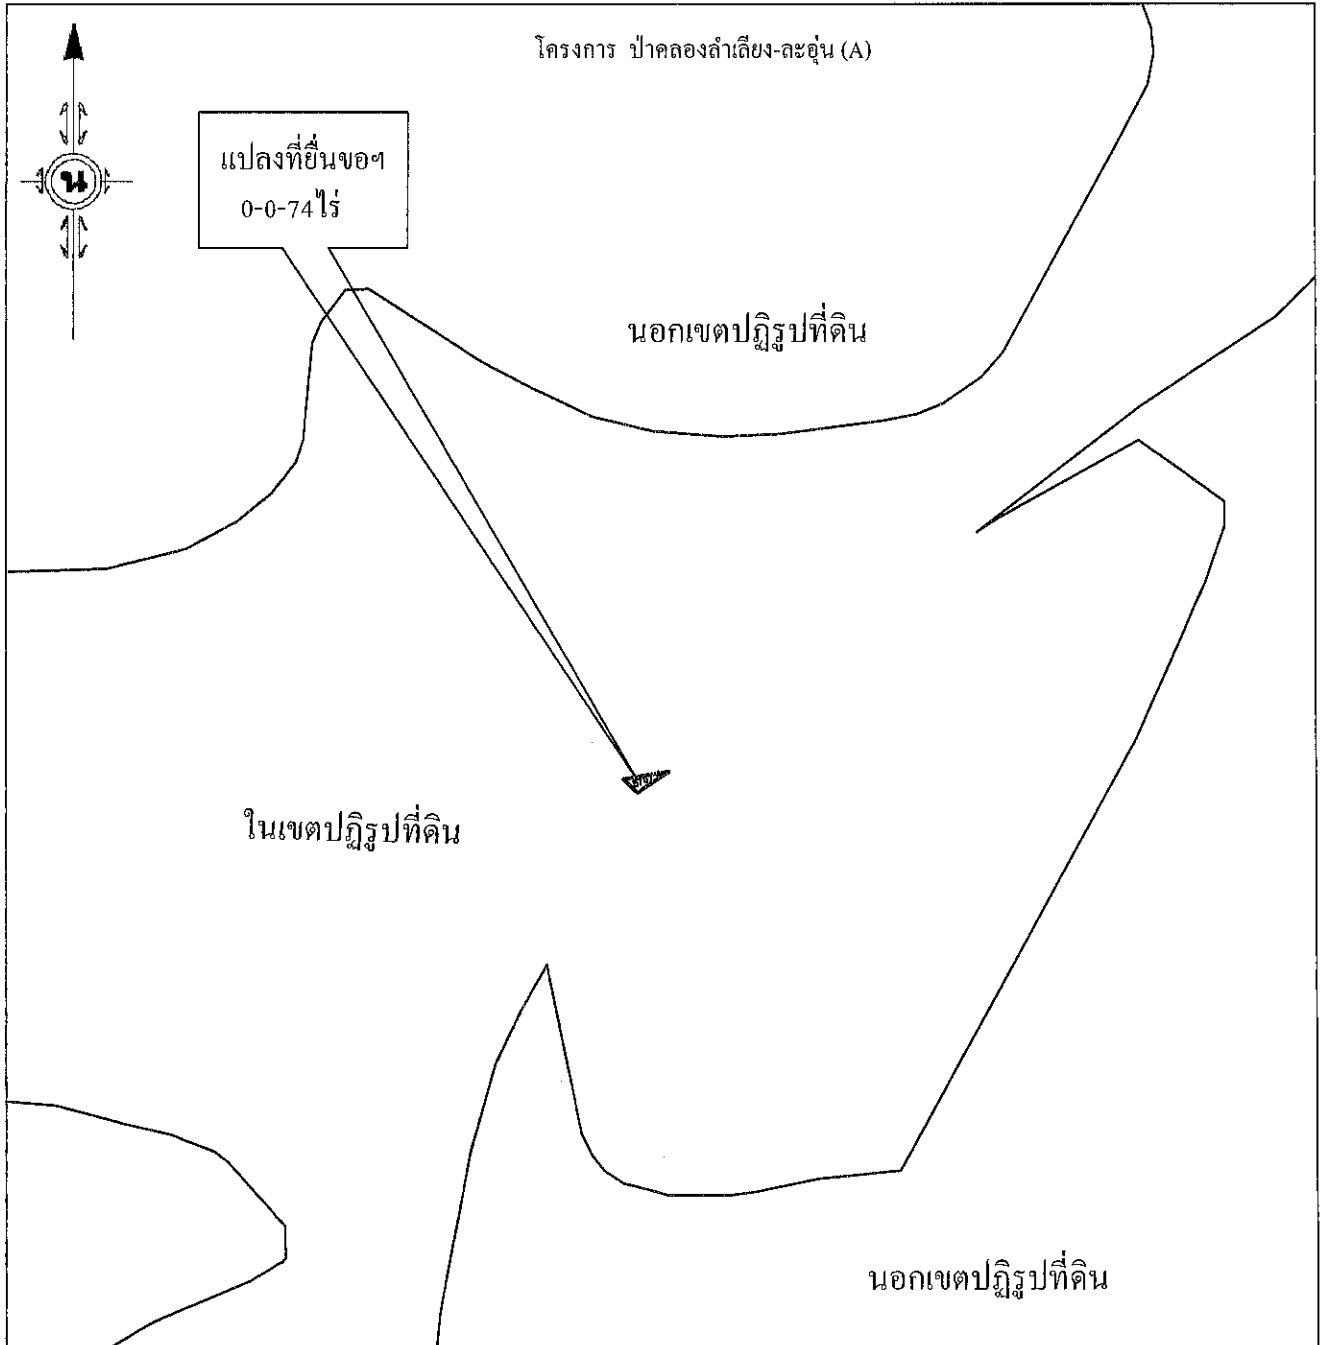 โครงการ ป่าคลองลำเลียง-ละอุ่น (A)
แปลงที่ยื่นขอฯ
0-0-74ไร่
น
นอกเขตปฏิรูปที่ดิน
ในเขตปฏิรูปที่ดิน
นอกเขตปฏิรูปที่ดิน